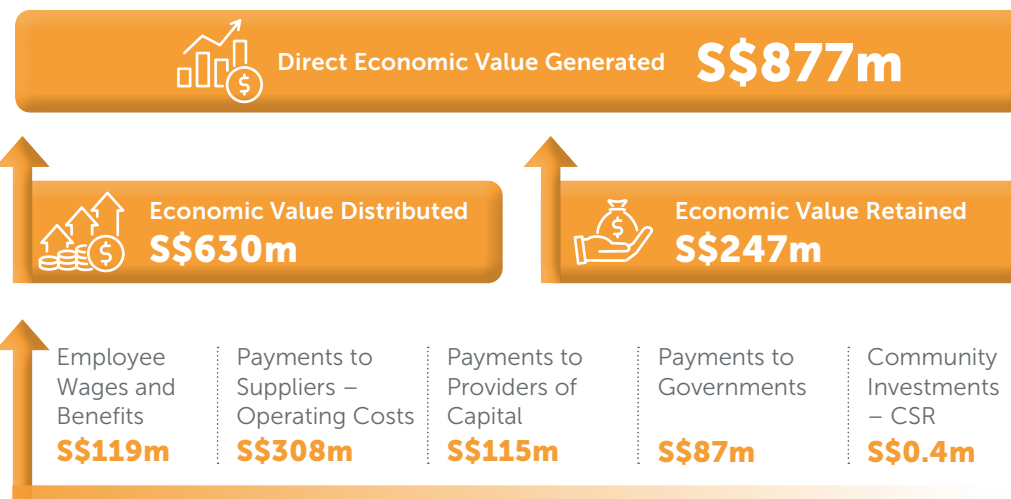 Direct Economic Value Generated S$877m
Economic Value Distributed
S$630m
Economic Value Retained
S$247m
Employee
Wages and
Benefits
S$119m
Payments to
Suppliers –
Operating Costs
S$308m
Payments to
Providers of
Capital
S$115m
Payments to
Governments
S$87m
Community
Investments
– CSR
S$0.4m